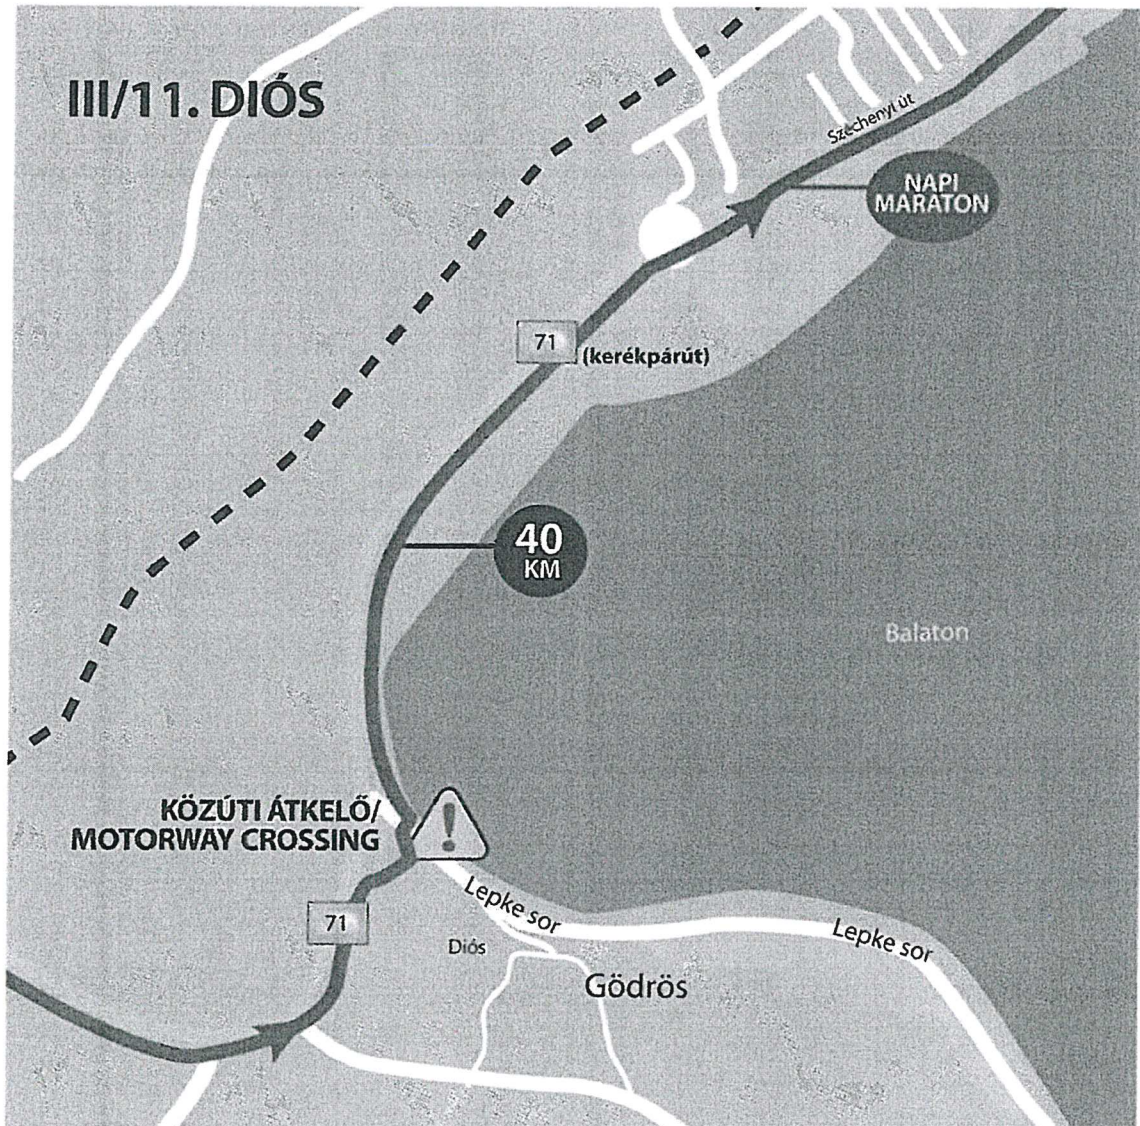 III/11. DIÓS
Széchenyi út
NAPI
MARATON
71
(kerékpárút)
40
KM
Balaton
KÖZÚTI ÁTKELŐ/
MOTORWAY CROSSING
!
Lepke sor
71
Lepke sor
Diós
Gödrös